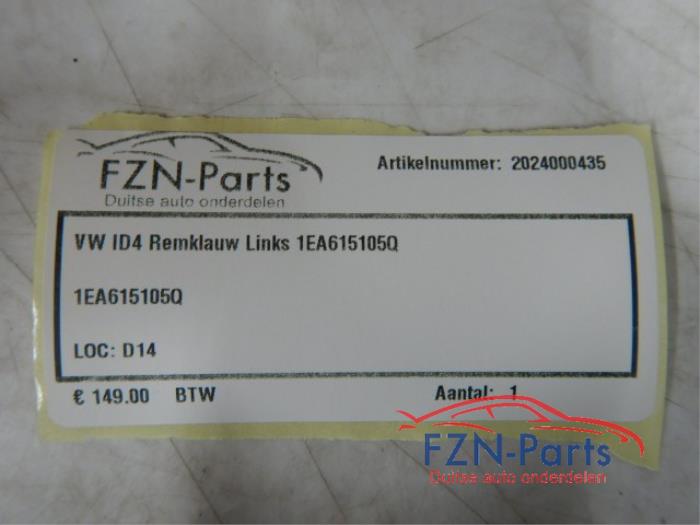 FZN-Parts
Duitse auto onderdelen
Artikelnummer: 2024000435
VW ID4 Remklauw Links 1EA615105Q
1EA615105Q
LOC: D14
€ 149.00 BTW
Aantal: 1
FZN-Parts
Duitse auto onderdelen